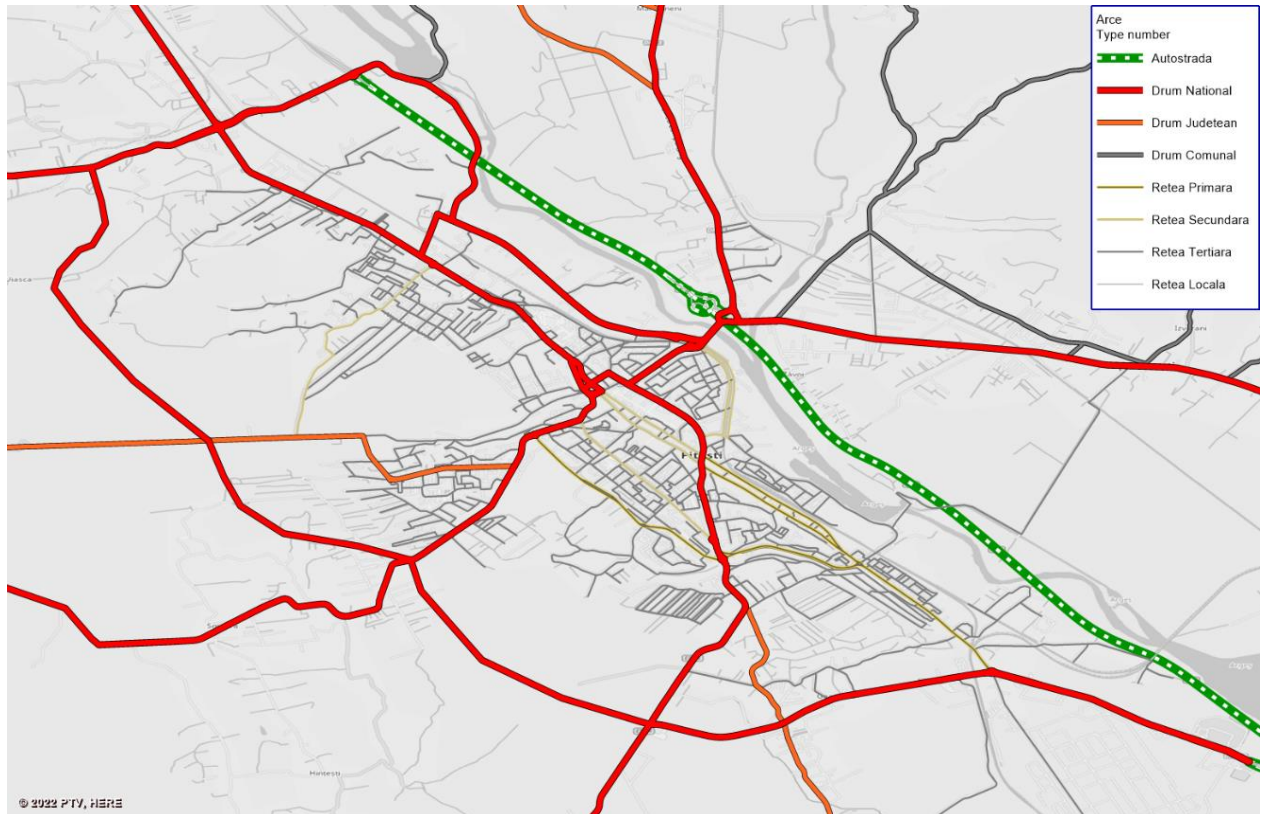 Arce
Type number
Autostrada
Drum National
Drum Judetean
Drum Comunal
Retea Primara
Retea Secundara
Retea Tertiara
Retea Locala
Pitesti
© 2022 PTV, HERE